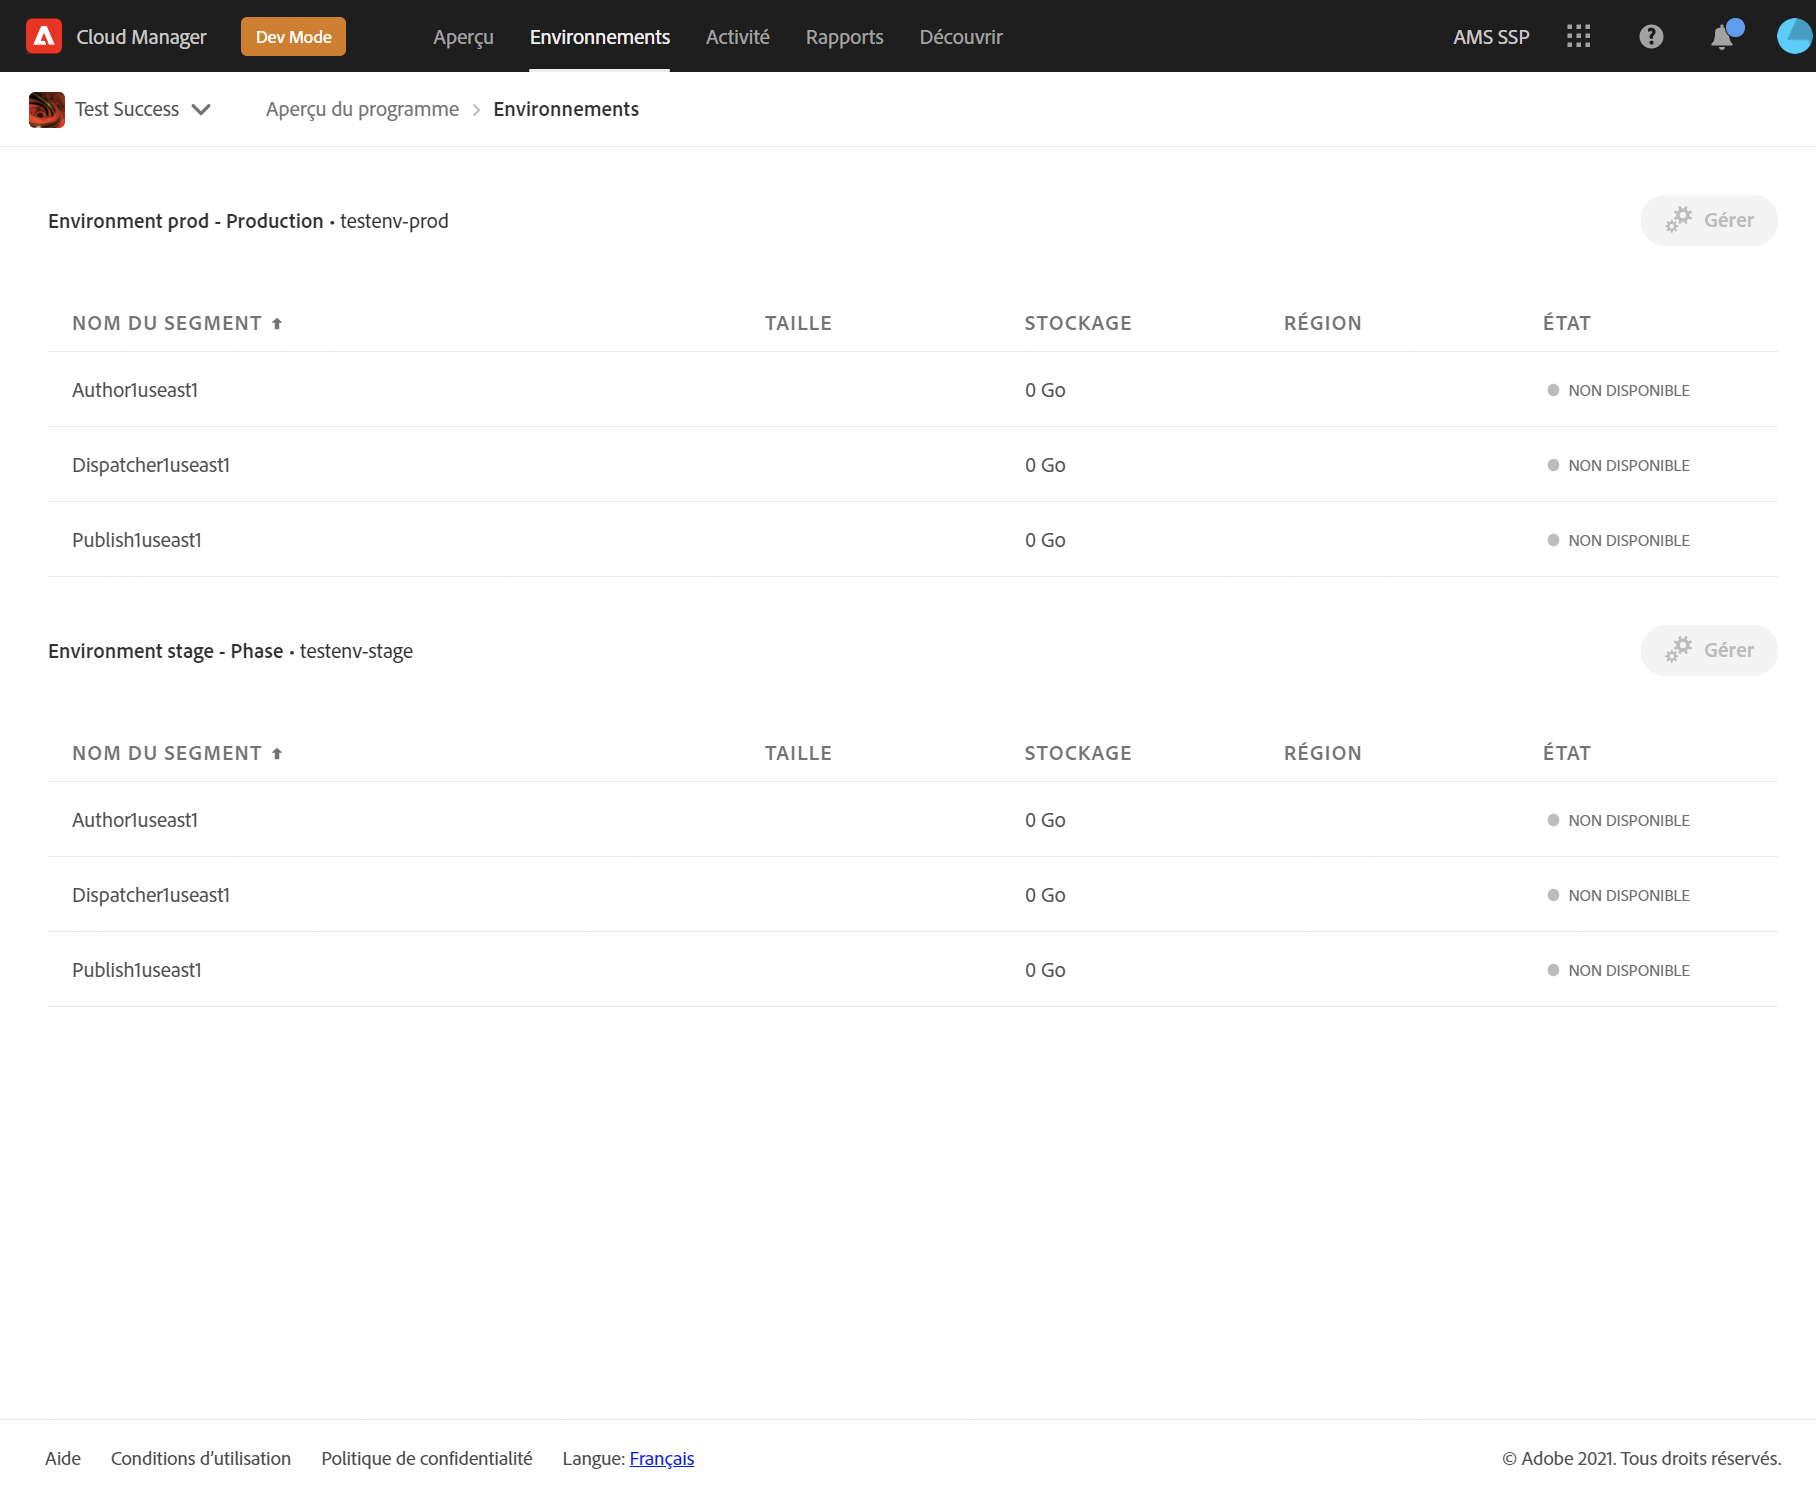 Cloud Manager Dev Mode Aperçu Environnements Activité Rapports Découvrir AMS SSP
Test Success Aperçu du programme > Environnements
Environment prod - Production • testenv-prod Gérer
NOM DU SEGMENT TAILLE STOCKAGE RÉGION ÉTAT
Author1useast1 0 Go NON DISPONIBLE
Dispatcher1useast1 0 Go NON DISPONIBLE
Publish1useast1 0 Go NON DISPONIBLE
Environment stage - Phase • testenv-stage Gérer
NOM DU SEGMENT TAILLE STOCKAGE RÉGION ÉTAT
Author1useast1 0 Go NON DISPONIBLE
Dispatcher1useast1 0 Go NON DISPONIBLE
Publish1useast1 0 Go NON DISPONIBLE
Aide Conditions d’utilisation Politique de confidentialité Langue: Français © Adobe 2021. Tous droits réservés.